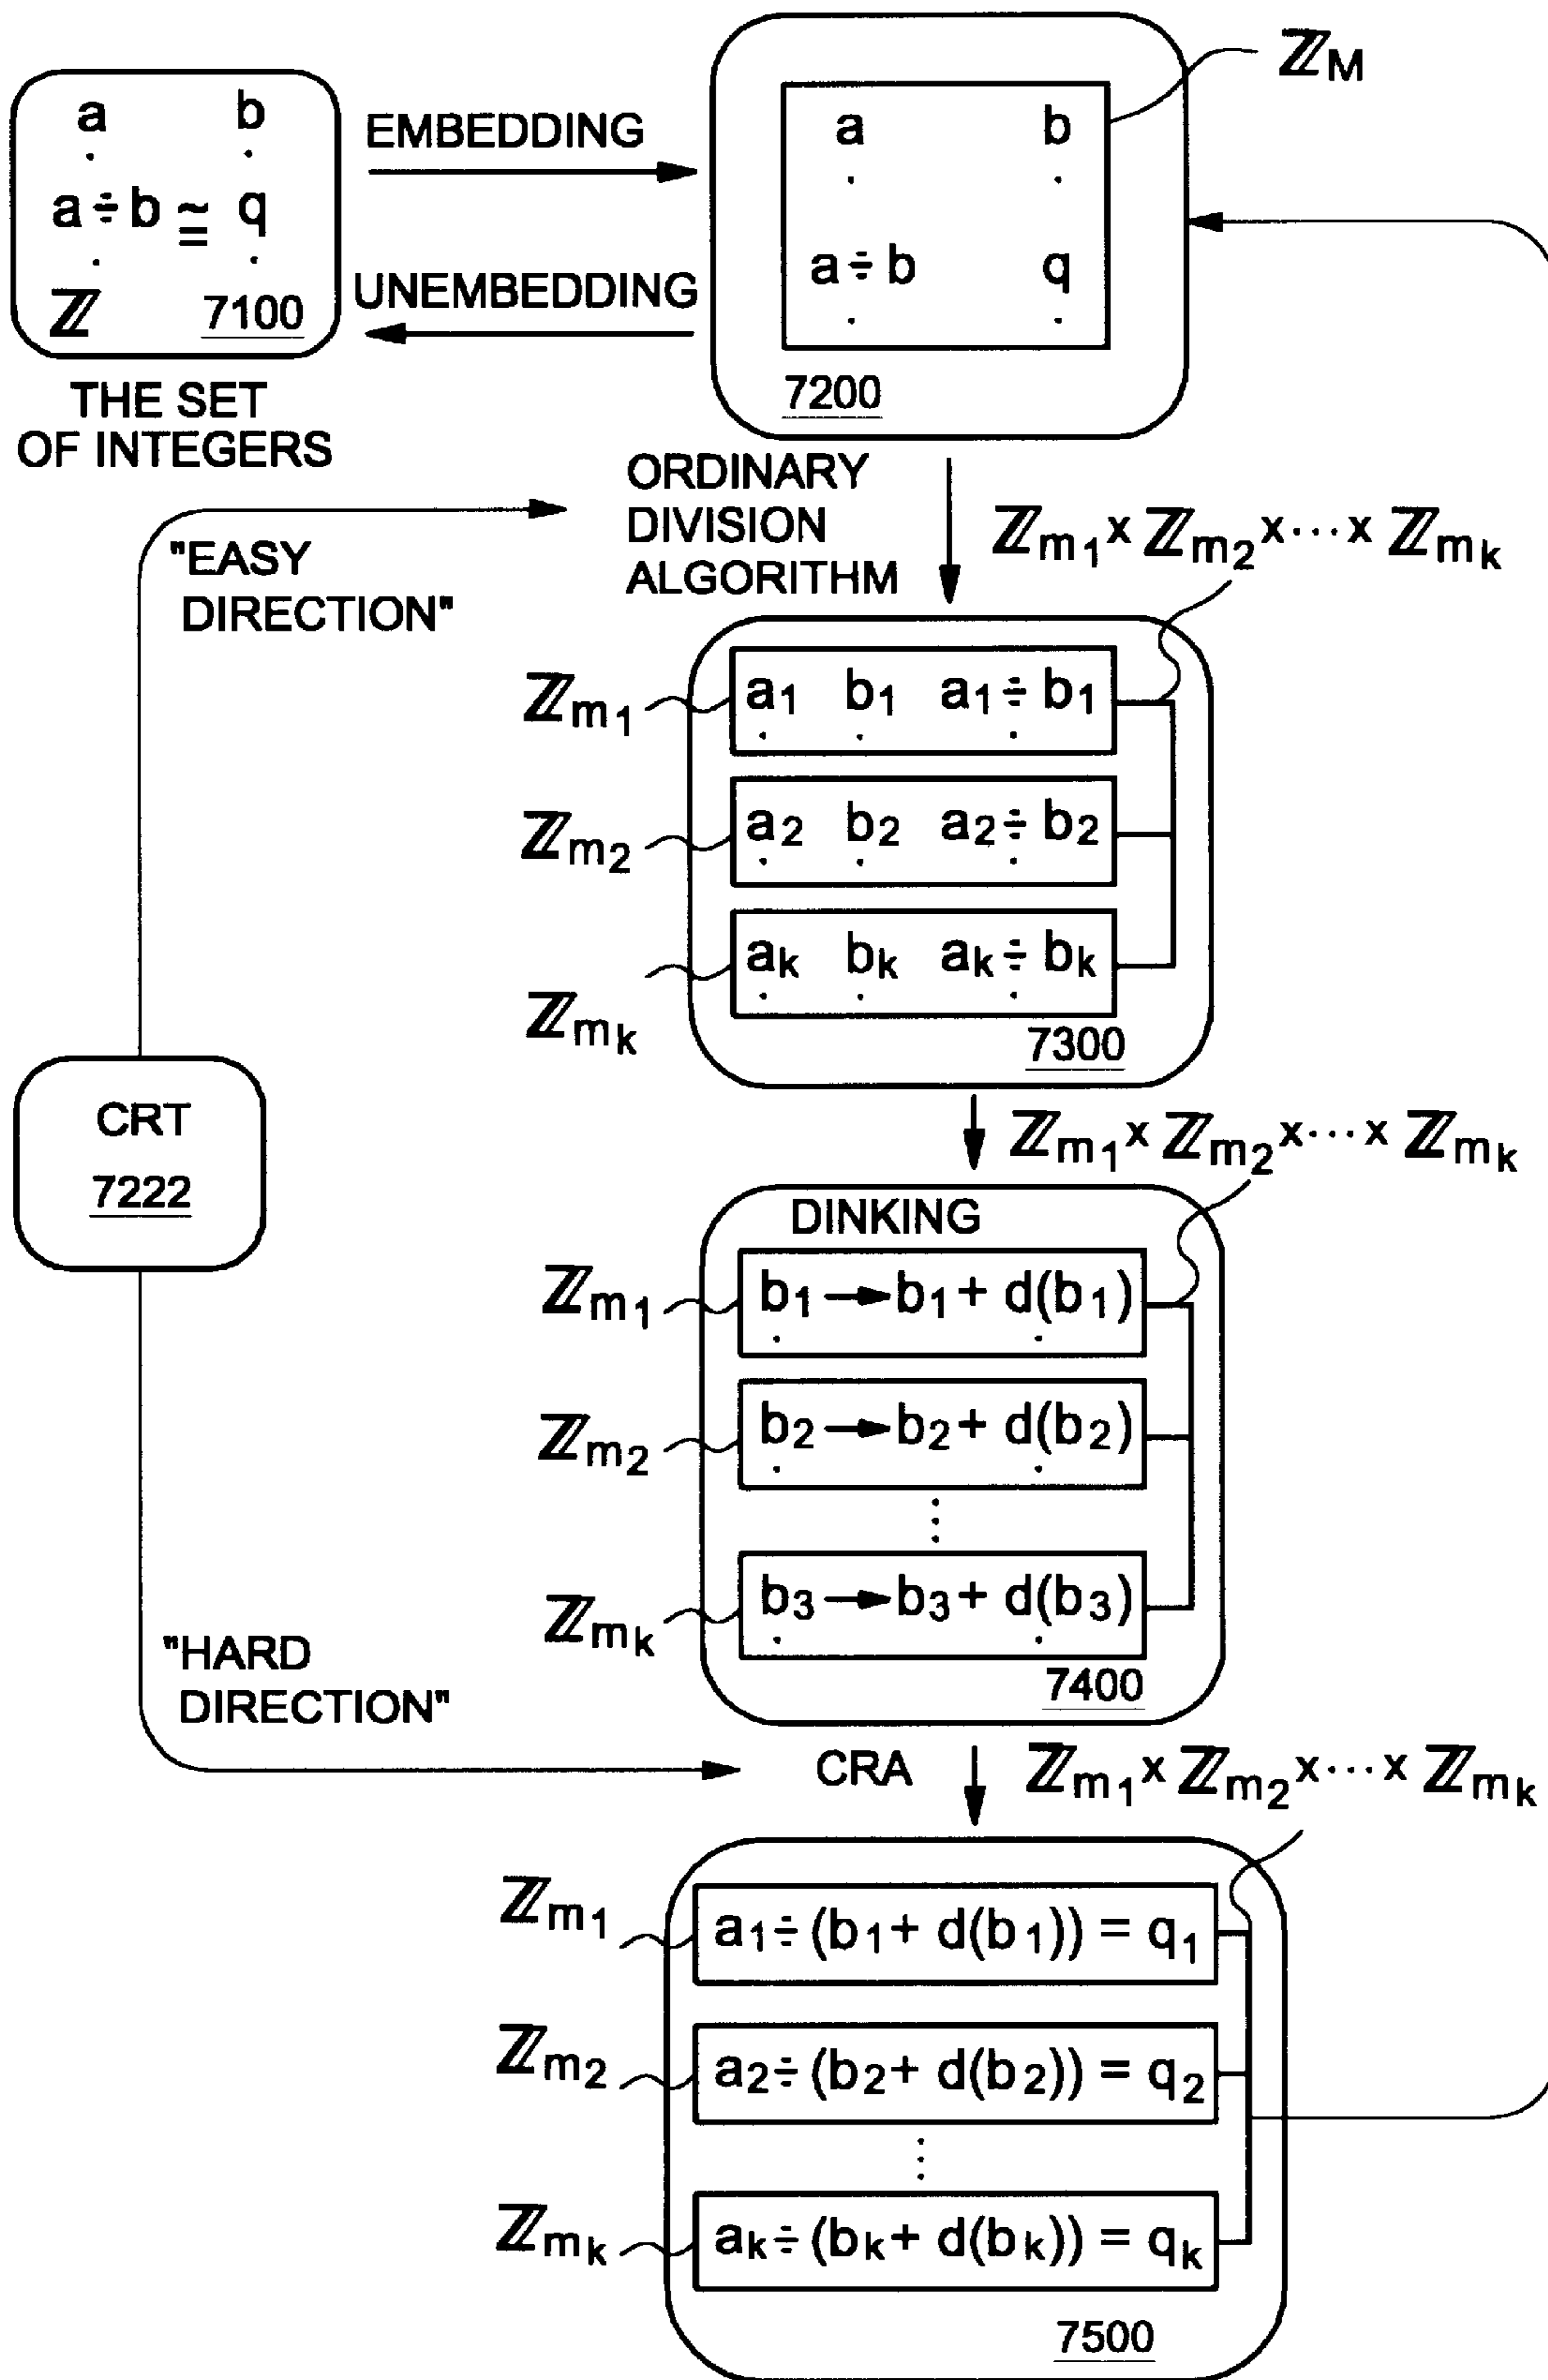 a b
. .
a ÷ b ≅ q
. .
ℤ 7100
THE SET
OF INTEGERS
EMBEDDING
UNEMBEDDING
ℤM
a b
. .
a ÷ b q
. .
7200
"EASY
DIRECTION"
ORDINARY
DIVISION
ALGORITHM
ℤm1 x ℤm2 x ··· x ℤmk
ℤm1 a1 b1 a1 ÷ b1
. . .
ℤm2 a2 b2 a2 ÷ b2
. . .
ℤmk ak bk ak ÷ bk
. . .
7300
CRT
7222
ℤm1 x ℤm2 x ··· x ℤmk
DINKING
ℤm1 b1 → b1 + d(b1)
. .
ℤm2 b2 → b2 + d(b2)
. .
⋮
ℤmk b3 → b3 + d(b3)
. .
7400
"HARD
DIRECTION"
CRA
ℤm1 x ℤm2 x ··· x ℤmk
ℤm1 a1 ÷ (b1 + d(b1)) = q1
ℤm2 a2 ÷ (b2 + d(b2)) = q2
⋮
ℤmk ak ÷ (bk + d(bk)) = qk
7500